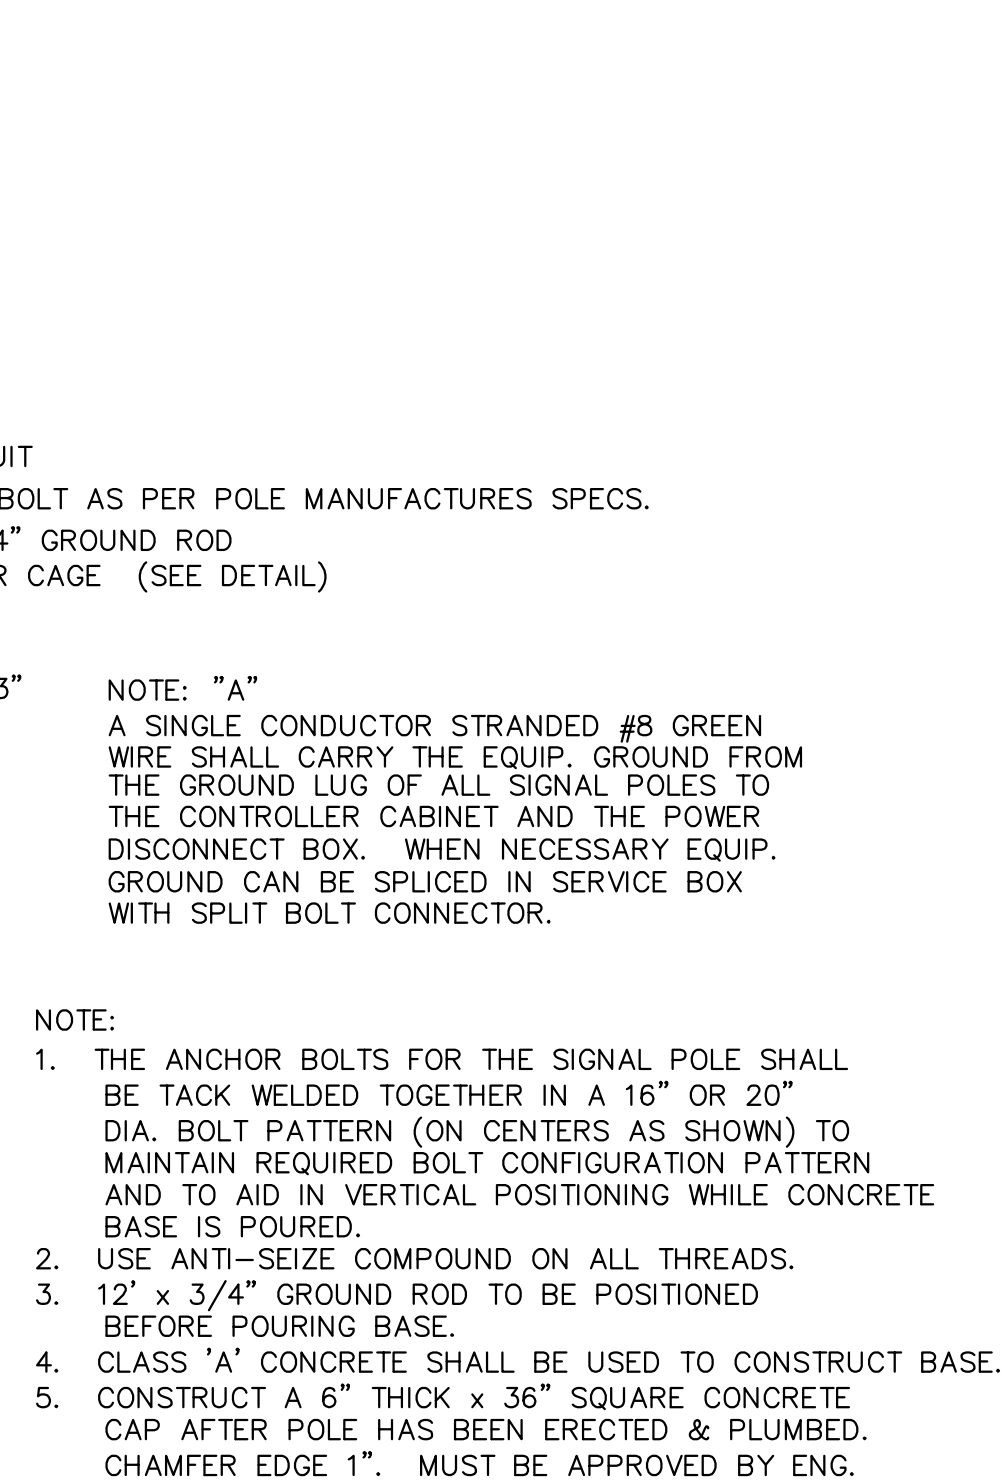 BOLT AS PER POLE MANUFACTURES SPECS.
4" GROUND ROD
R CAGE (SEE DETAIL)
3"
NOTE: "A"
A SINGLE CONDUCTOR STRANDED #8 GREEN
WIRE SHALL CARRY THE EQUIP. GROUND FROM
THE GROUND LUG OF ALL SIGNAL POLES TO
THE CONTROLLER CABINET AND THE POWER
DISCONNECT BOX. WHEN NECESSARY EQUIP.
GROUND CAN BE SPLICED IN SERVICE BOX
WITH SPLIT BOLT CONNECTOR.
NOTE:
1. THE ANCHOR BOLTS FOR THE SIGNAL POLE SHALL
BE TACK WELDED TOGETHER IN A 16" OR 20"
DIA. BOLT PATTERN (ON CENTERS AS SHOWN) TO
MAINTAIN REQUIRED BOLT CONFIGURATION PATTERN
AND TO AID IN VERTICAL POSITIONING WHILE CONCRETE
BASE IS POURED.
2. USE ANTI-SEIZE COMPOUND ON ALL THREADS.
3. 12' x 3/4" GROUND ROD TO BE POSITIONED
BEFORE POURING BASE.
4. CLASS 'A' CONCRETE SHALL BE USED TO CONSTRUCT BASE.
5. CONSTRUCT A 6" THICK x 36" SQUARE CONCRETE
CAP AFTER POLE HAS BEEN ERECTED & PLUMBED.
CHAMFER EDGE 1". MUST BE APPROVED BY ENG.